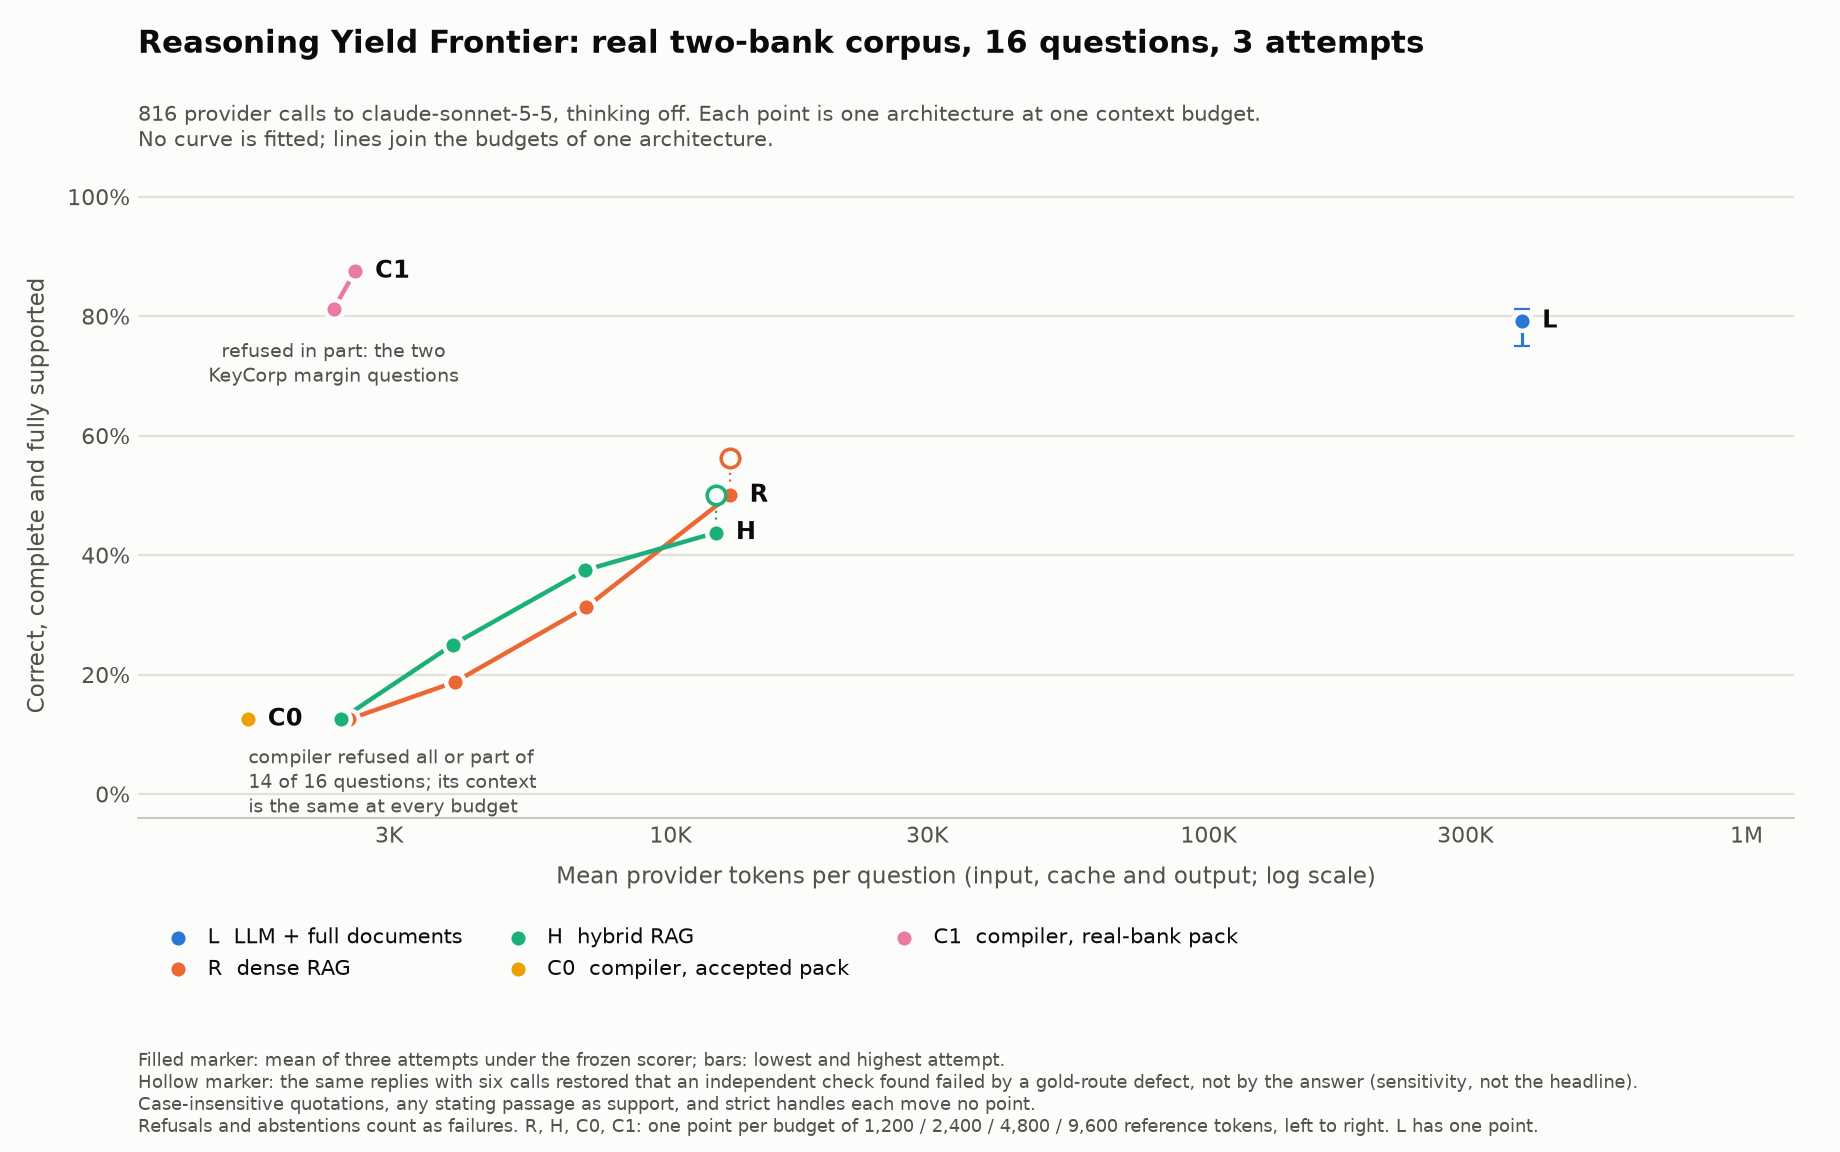 Reasoning Yield Frontier: real two-bank corpus, 16 questions, 3 attempts
816 provider calls to claude-sonnet-5-5, thinking off. Each point is one architecture at one context budget.
No curve is fitted; lines join the budgets of one architecture.
Correct, complete and fully supported
100%
80%
60%
40%
20%
0%
C1
refused in part: the two
KeyCorp margin questions
L
R
H
C0
compiler refused all or part of
14 of 16 questions; its context
is the same at every budget
3K 10K 30K 100K 300K 1M
Mean provider tokens per question (input, cache and output; log scale)
L LLM + full documents H hybrid RAG C1 compiler, real-bank pack
R dense RAG C0 compiler, accepted pack
Filled marker: mean of three attempts under the frozen scorer; bars: lowest and highest attempt.
Hollow marker: the same replies with six calls restored that an independent check found failed by a gold-route defect, not by the answer (sensitivity, not the headline).
Case-insensitive quotations, any stating passage as support, and strict handles each move no point.
Refusals and abstentions count as failures. R, H, C0, C1: one point per budget of 1,200 / 2,400 / 4,800 / 9,600 reference tokens, left to right. L has one point.